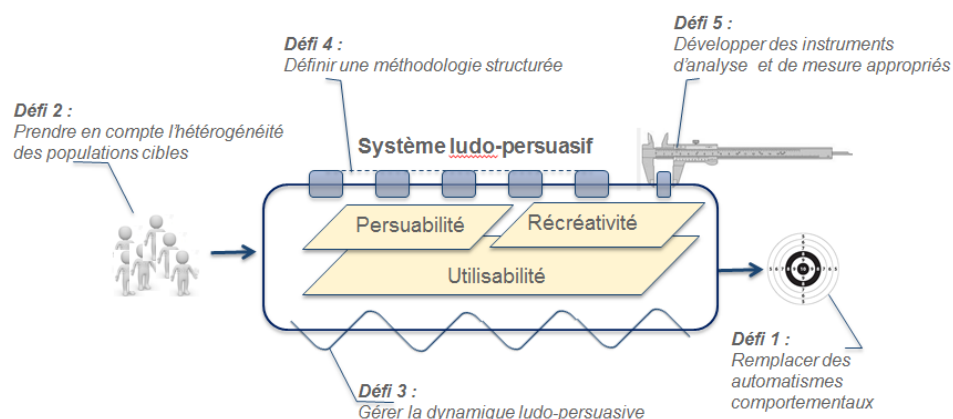 Défi 4 :
Définir une méthodologie structurée
Défi 5 :
Développer des instruments
d'analyse et de mesure appropriés
Défi 2 :
Prendre en compte l'hétérogénéité
des populations cibles
Système ludo-persuasif
Persuabilité
Récréativité
Utilisabilité
Défi 1 :
Remplacer des
automatismes
comportementaux
Défi 3 :
Gérer la dynamique ludo-persuasive